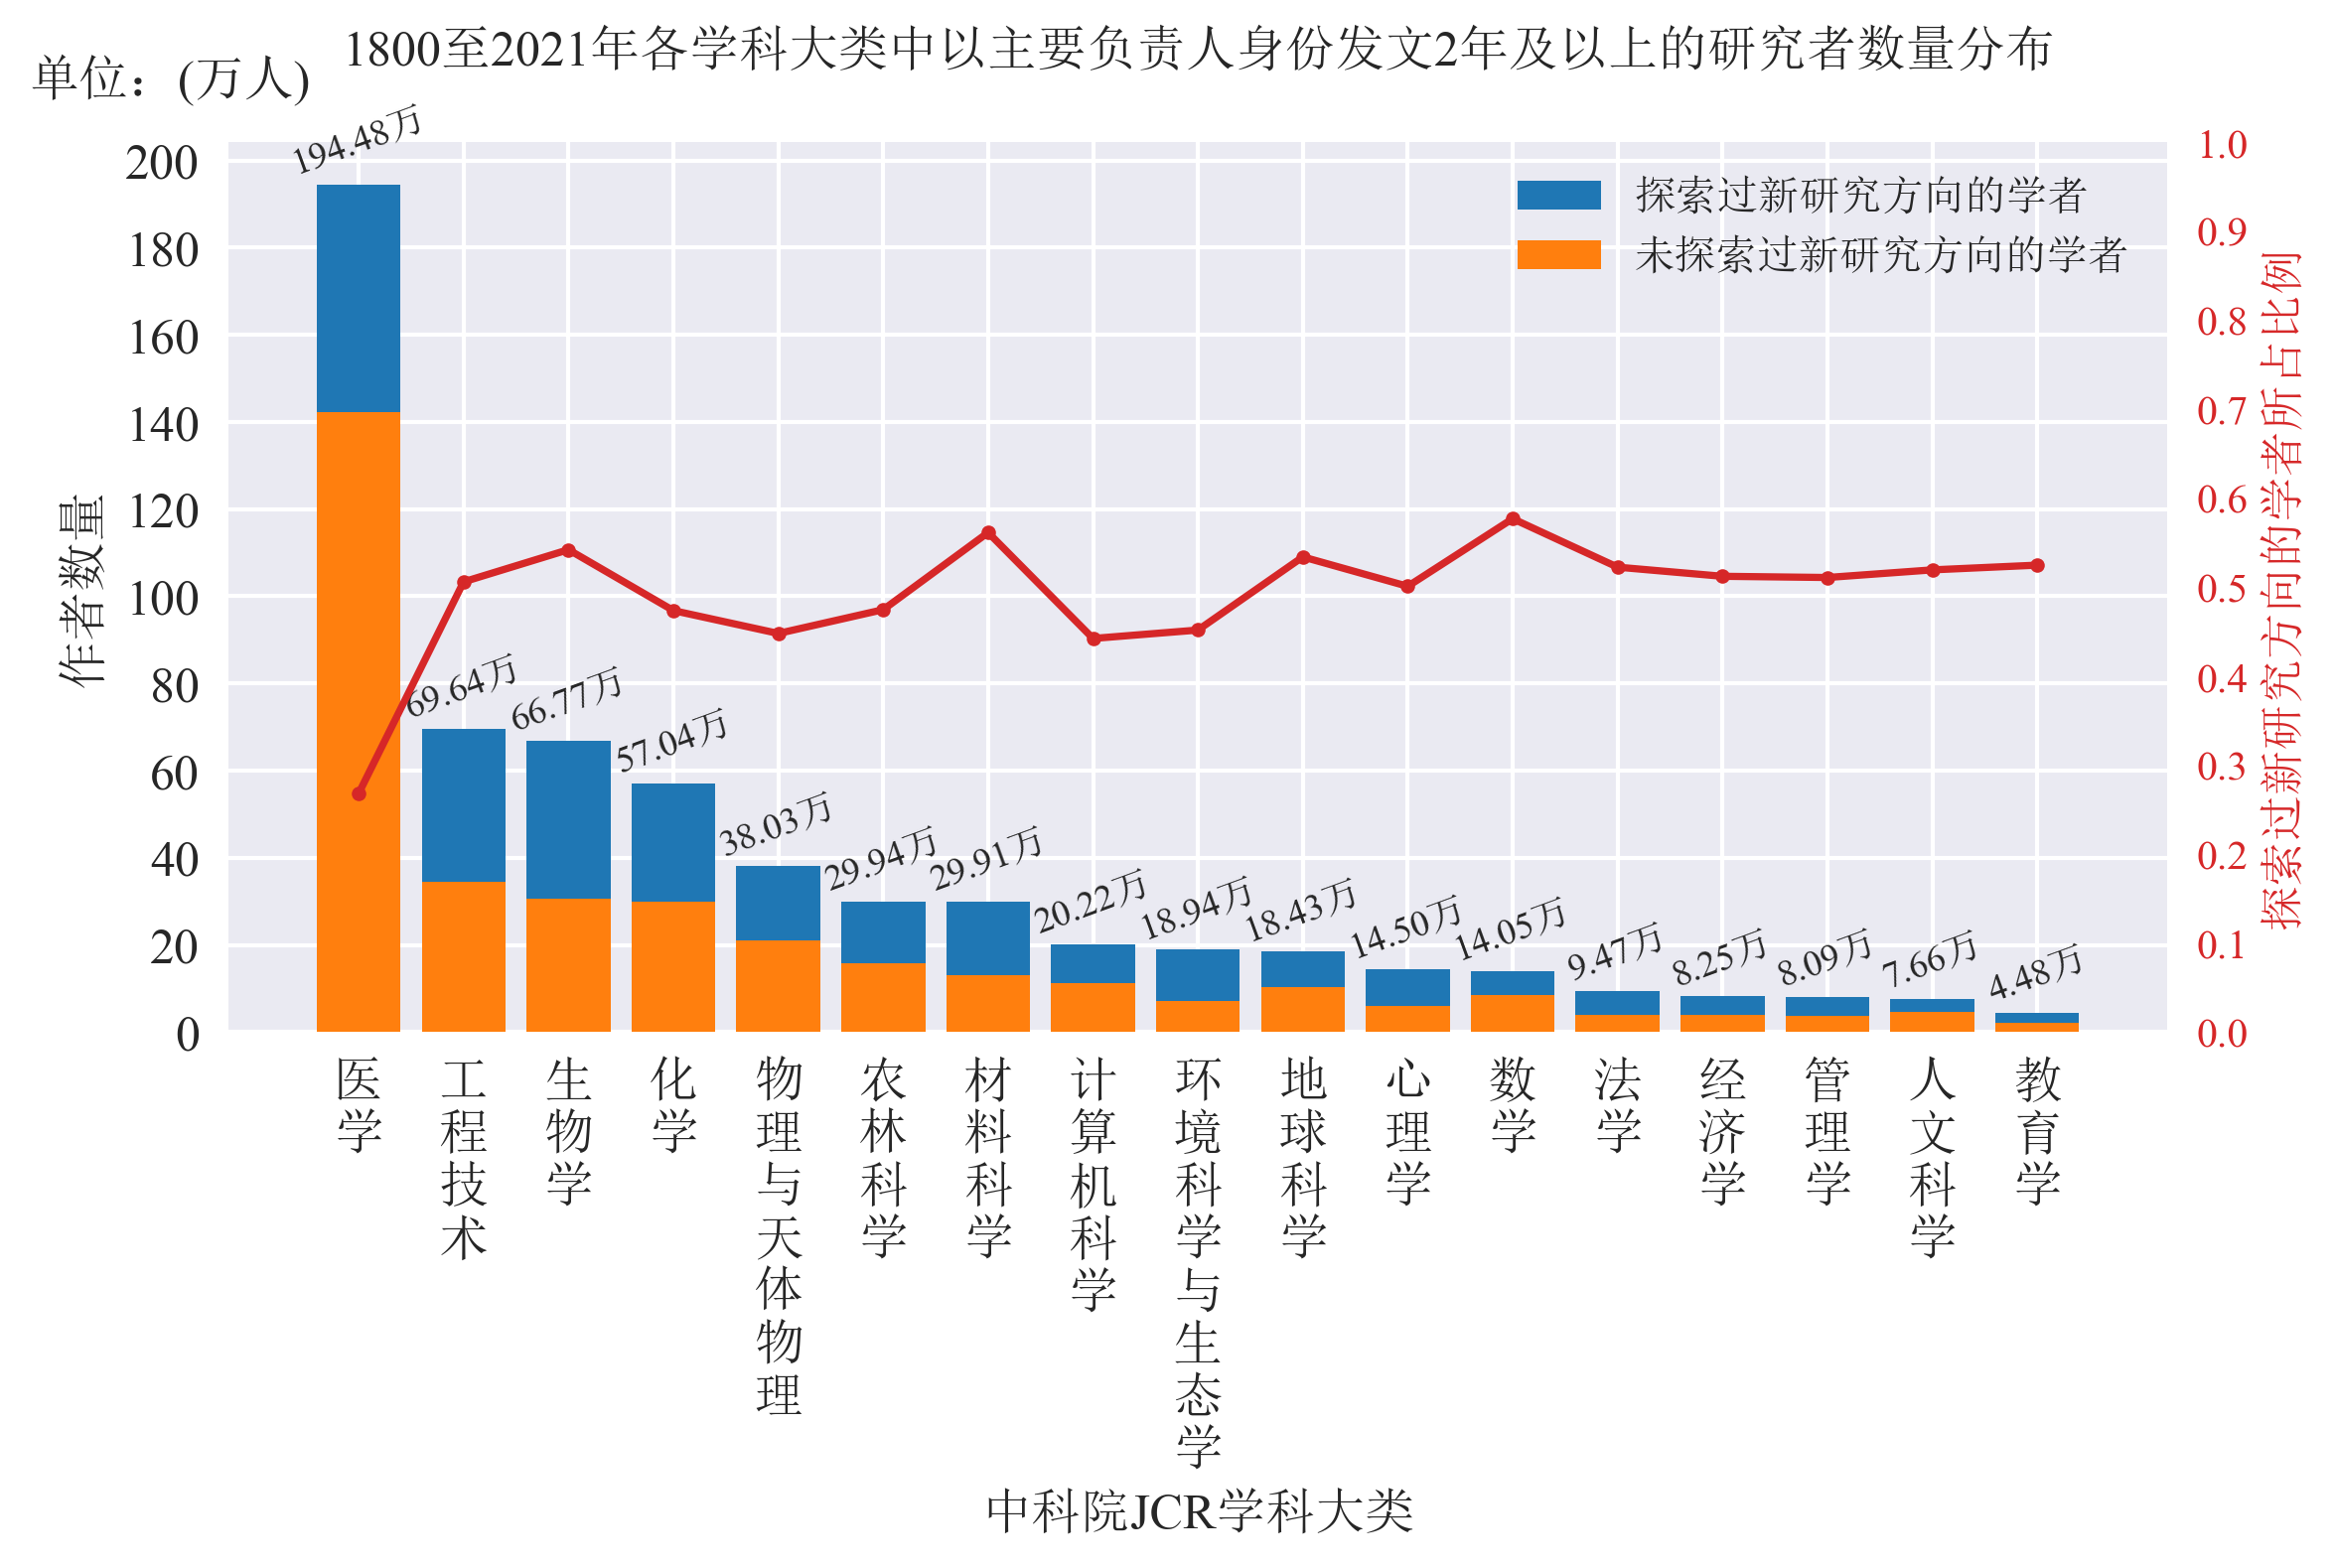 1800至2021年各学科大类中以主要负责人身份发文2年及以上的研究者数量分布
单位：(万人)
探索过新研究方向的学者
未探索过新研究方向的学者
作者数量
200
180
160
140
120
100
80
60
40
20
0
194.48万
69.64万
66.77万
57.04万
38.03万
29.94万
29.91万
20.22万
18.94万
18.43万
14.50万
14.05万
9.47万
8.25万
8.09万
7.66万
4.48万
1.0
0.9
0.8
0.7
0.6
0.5
0.4
0.3
0.2
0.1
0.0
探索过新研究方向的学者所占比例
医学
工程技术
生物学
化学
物理与天体物理
农林科学
材料科学
计算机科学
环境科学与生态学
地球科学
心理学
数学
法学
经济学
管理学
人文科学
教育学
中科院JCR学科大类